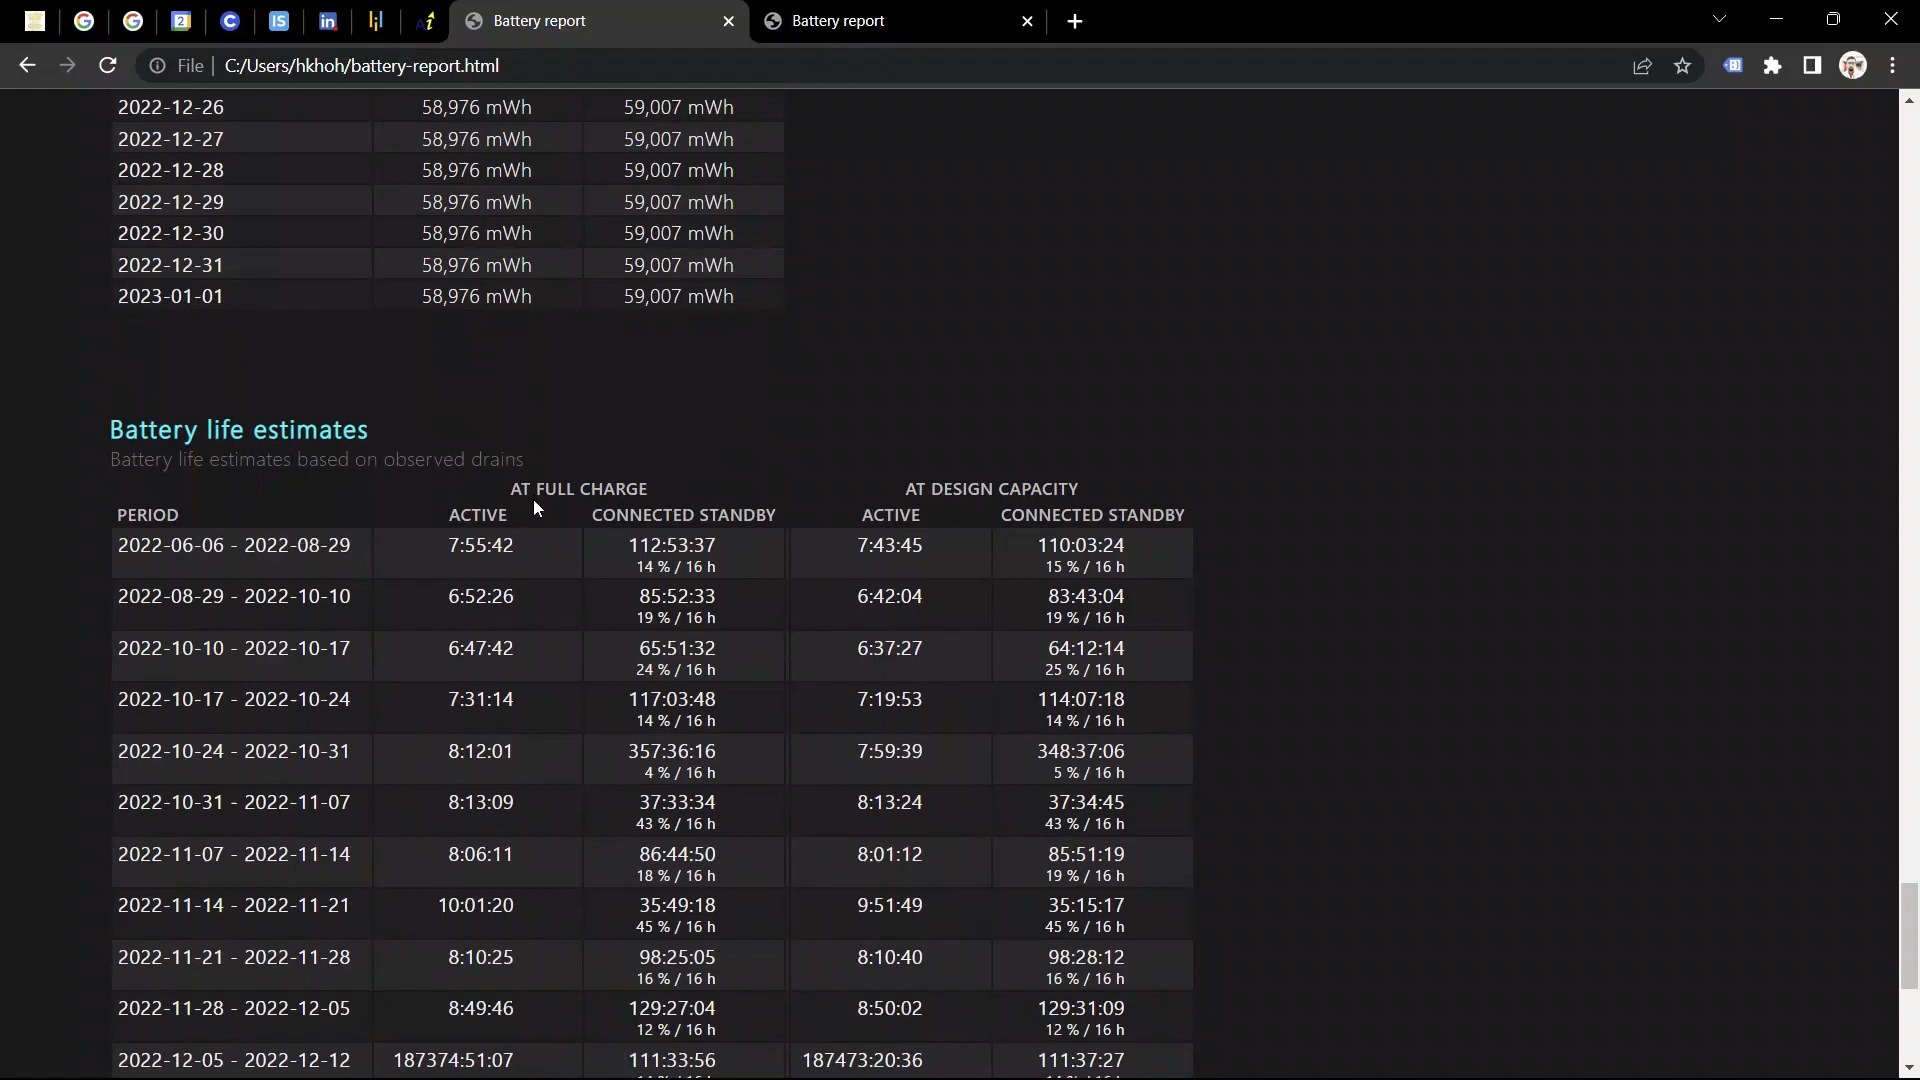 Battery report
Battery report
File
C:/Users/hkhoh/battery-report.html
2022-12-26 58,976 mWh 59,007 mWh
2022-12-27 58,976 mWh 59,007 mWh
2022-12-28 58,976 mWh 59,007 mWh
2022-12-29 58,976 mWh 59,007 mWh
2022-12-30 58,976 mWh 59,007 mWh
2022-12-31 58,976 mWh 59,007 mWh
2023-01-01 58,976 mWh 59,007 mWh
Battery life estimates
Battery life estimates based on observed drains
AT FULL CHARGE AT DESIGN CAPACITY
PERIOD ACTIVE CONNECTED STANDBY ACTIVE CONNECTED STANDBY
2022-06-06 - 2022-08-29 7:55:42 112:53:37 7:43:45 110:03:24
14 % / 16 h 15 % / 16 h
2022-08-29 - 2022-10-10 6:52:26 85:52:33 6:42:04 83:43:04
19 % / 16 h 19 % / 16 h
2022-10-10 - 2022-10-17 6:47:42 65:51:32 6:37:27 64:12:14
24 % / 16 h 25 % / 16 h
2022-10-17 - 2022-10-24 7:31:14 117:03:48 7:19:53 114:07:18
14 % / 16 h 14 % / 16 h
2022-10-24 - 2022-10-31 8:12:01 357:36:16 7:59:39 348:37:06
4 % / 16 h 5 % / 16 h
2022-10-31 - 2022-11-07 8:13:09 37:33:34 8:13:24 37:34:45
43 % / 16 h 43 % / 16 h
2022-11-07 - 2022-11-14 8:06:11 86:44:50 8:01:12 85:51:19
18 % / 16 h 19 % / 16 h
2022-11-14 - 2022-11-21 10:01:20 35:49:18 9:51:49 35:15:17
45 % / 16 h 45 % / 16 h
2022-11-21 - 2022-11-28 8:10:25 98:25:05 8:10:40 98:28:12
16 % / 16 h 16 % / 16 h
2022-11-28 - 2022-12-05 8:49:46 129:27:04 8:50:02 129:31:09
12 % / 16 h 12 % / 16 h
2022-12-05 - 2022-12-12 187374:51:07 111:33:56 187473:20:36 111:37:27